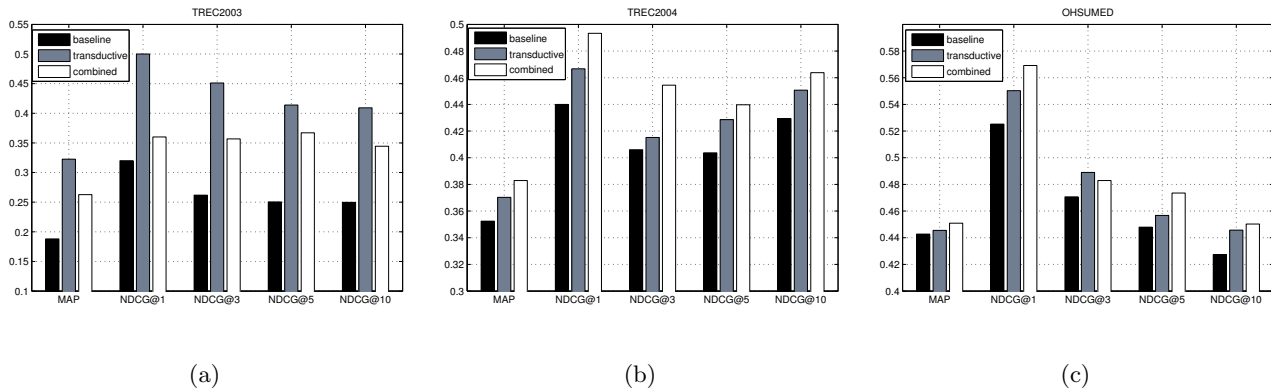 TREC2003
0.55
0.5
0.45
0.4
0.35
0.3
0.25
0.2
0.15
0.1
baseline
transductive
combined
MAP NDCG@1 NDCG@3 NDCG@5 NDCG@10
(a)
TREC2004
0.5
0.48
0.46
0.44
0.42
0.4
0.38
0.36
0.34
0.32
0.3
baseline
transductive
combined
MAP NDCG@1 NDCG@3 NDCG@5 NDCG@10
(b)
OHSUMED
0.58
0.56
0.54
0.52
0.5
0.48
0.46
0.44
0.42
0.4
baseline
transductive
combined
MAP NDCG@1 NDCG@3 NDCG@5 NDCG@10
(c)